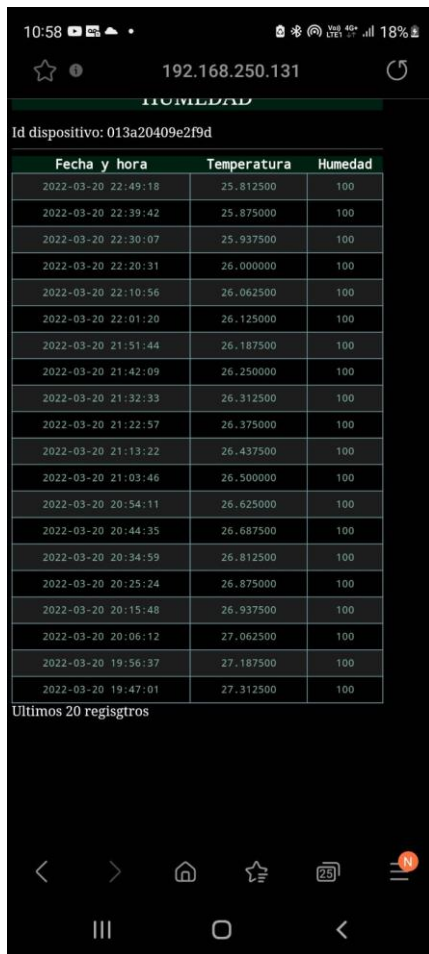 10:58 18%
192.168.250.131
HUMEDAD
Id dispositivo: 013a20409e2f9d
Fecha y hora Temperatura Humedad
2022-03-20 22:49:18 25.812500 100
2022-03-20 22:39:42 25.875000 100
2022-03-20 22:30:07 25.937500 100
2022-03-20 22:20:31 26.000000 100
2022-03-20 22:10:56 26.062500 100
2022-03-20 22:01:20 26.125000 100
2022-03-20 21:51:44 26.187500 100
2022-03-20 21:42:09 26.250000 100
2022-03-20 21:32:33 26.312500 100
2022-03-20 21:22:57 26.375000 100
2022-03-20 21:13:22 26.437500 100
2022-03-20 21:03:46 26.500000 100
2022-03-20 20:54:11 26.625000 100
2022-03-20 20:44:35 26.687500 100
2022-03-20 20:34:59 26.812500 100
2022-03-20 20:25:24 26.875000 100
2022-03-20 20:15:48 26.937500 100
2022-03-20 20:06:12 27.062500 100
2022-03-20 19:56:37 27.187500 100
2022-03-20 19:47:01 27.312500 100
Ultimos 20 regisgtros
25 N